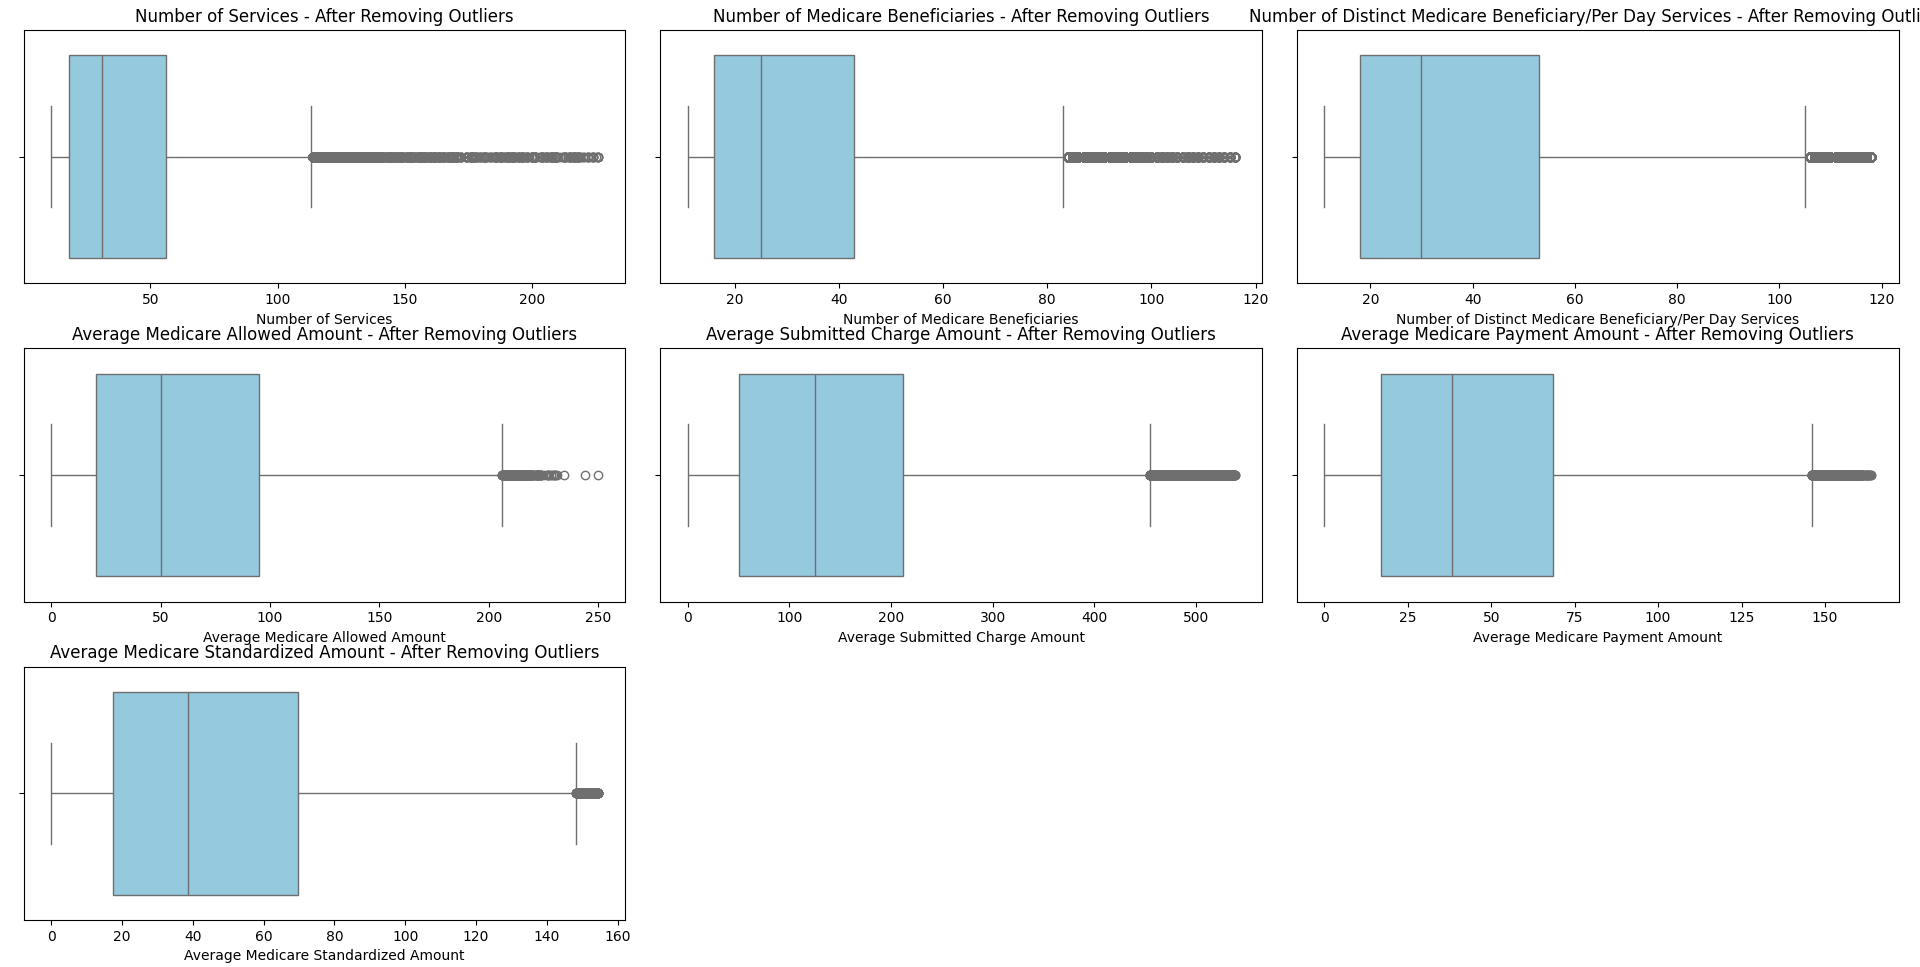 Number of Services - After Removing Outliers
50 100 150 200
Number of Services
Number of Medicare Beneficiaries - After Removing Outliers
20 40 60 80 100 120
Number of Medicare Beneficiaries
Number of Distinct Medicare Beneficiary/Per Day Services - After Removing Outli
20 40 60 80 100 120
Number of Distinct Medicare Beneficiary/Per Day Services
Average Medicare Allowed Amount - After Removing Outliers
0 50 100 150 200 250
Average Medicare Allowed Amount
Average Submitted Charge Amount - After Removing Outliers
0 100 200 300 400 500
Average Submitted Charge Amount
Average Medicare Payment Amount - After Removing Outliers
0 25 50 75 100 125 150
Average Medicare Payment Amount
Average Medicare Standardized Amount - After Removing Outliers
0 20 40 60 80 100 120 140 160
Average Medicare Standardized Amount